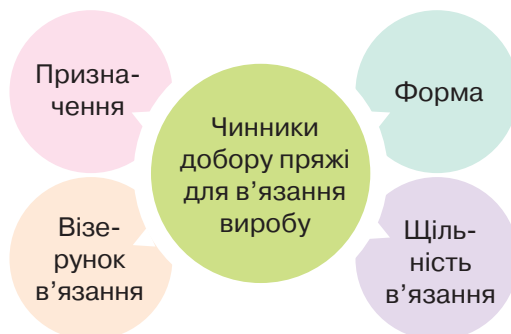 Призна-
чення
Форма
Чинники
добору пряжі
для в’язання
виробу
Візе-
рунок
в’язання
Щіль-
ність
в’язання